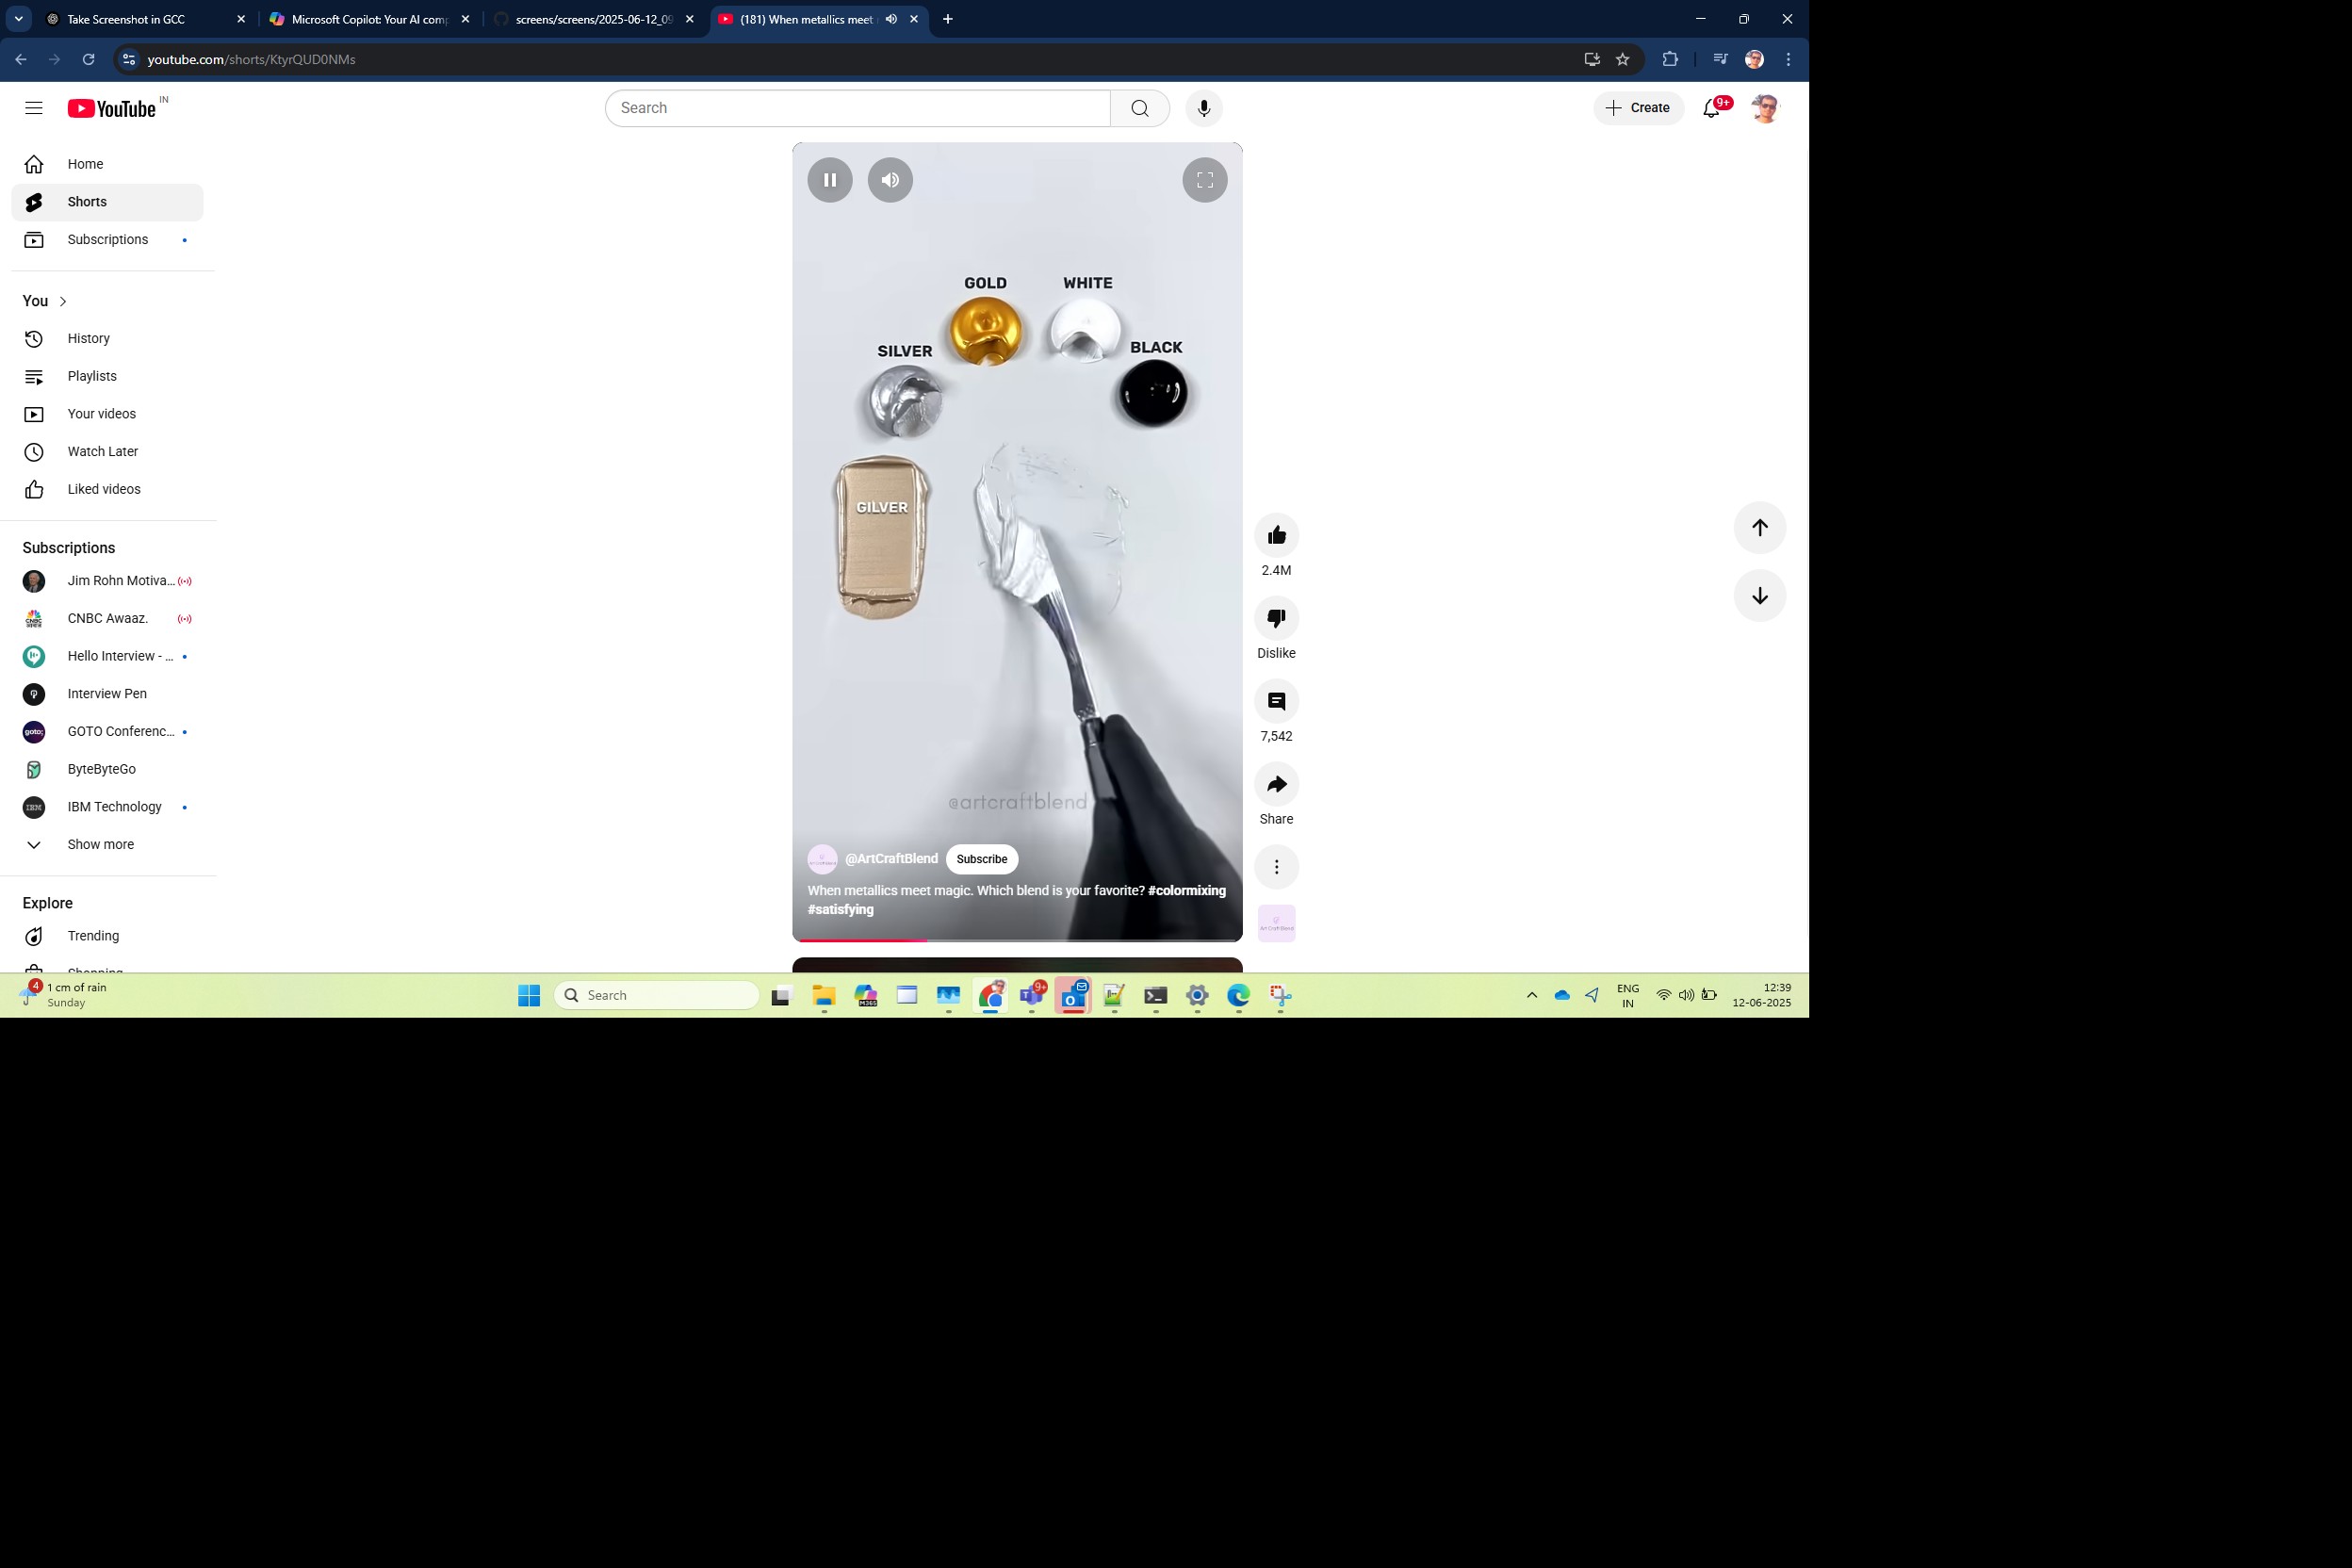 Take Screenshot in GCC
Microsoft Copilot: Your AI comp
screens/screens/2025-06-12_09
(181) When metallics meet
youtube.com/shorts/KtyrQUD0NMs
YouTube IN
Search
Create
9+
Home
Shorts
Subscriptions
You
History
Playlists
Your videos
Watch Later
Liked videos
Subscriptions
Jim Rohn Motiva...
CNBC Awaaz.
Hello Interview - ...
Interview Pen
GOTO Conferenc...
ByteByteGo
IBM Technology
Show more
Explore
Trending
Shopping
GOLD
WHITE
SILVER
BLACK
GILVER
@artcraftblend
@ArtCraftBlend
Subscribe
When metallics meet magic. Which blend is your favorite? #colormixing
#satisfying
2.4M
Dislike
7,542
Share
4
1 cm of rain
Sunday
Search
M365
9+
ENG
IN
12:39
12-06-2025